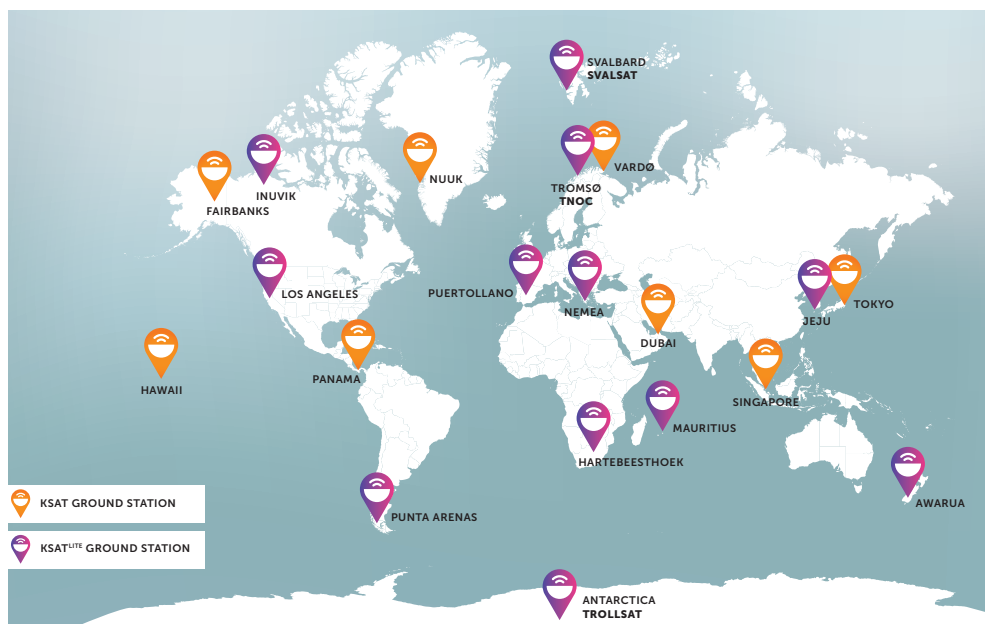 SVALBARD
SVALSAT
VARDØ
TROMSØ
TNOC
NUUK
INUVIK
FAIRBANKS
LOS ANGELES
PUERTOLLANO
NEMEA
DUBAI
JEJU
TOKYO
HAWAII
PANAMA
SINGAPORE
MAURITIUS
HARTEBEESTHOEK
PUNTA ARENAS
AWARUA
KSAT GROUND STATION
KSATLITE GROUND STATION
ANTARCTICA
TROLLSAT